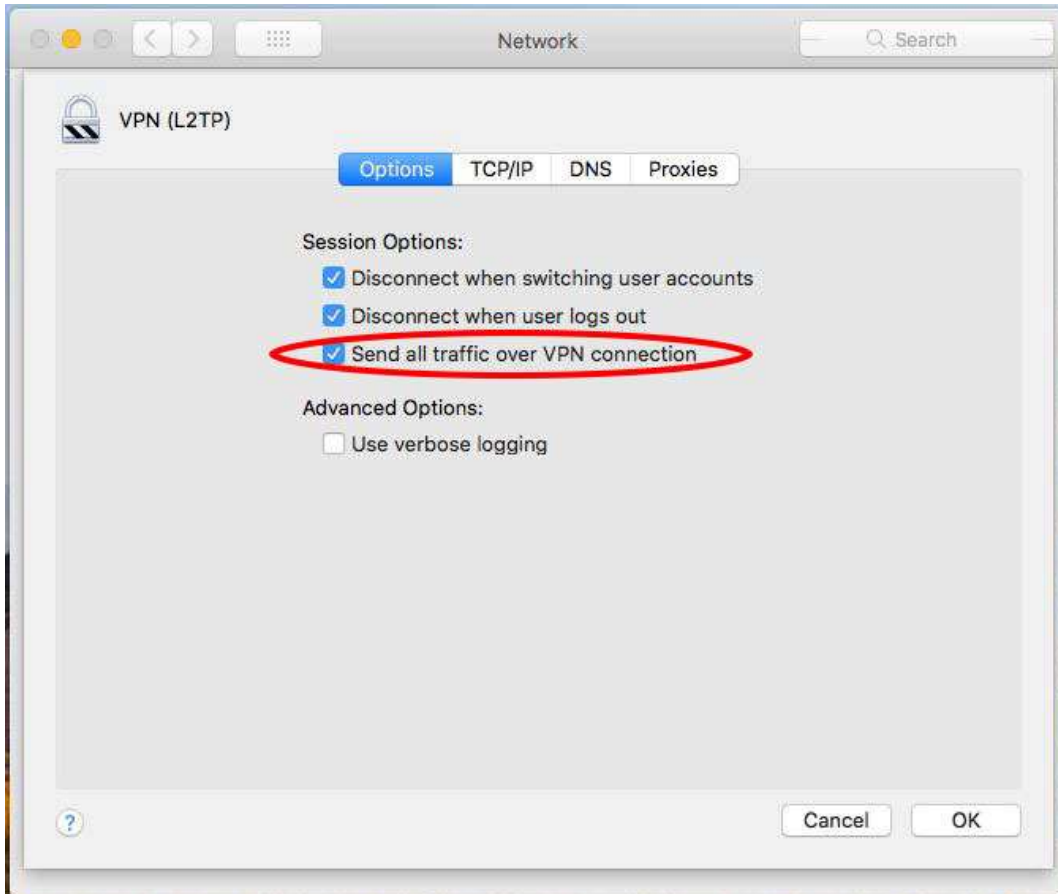 Network
Search
VPN (L2TP)
Options TCP/IP DNS Proxies
Session Options:
Disconnect when switching user accounts
Disconnect when user logs out
Send all traffic over VPN connection
Advanced Options:
Use verbose logging
?
Cancel OK